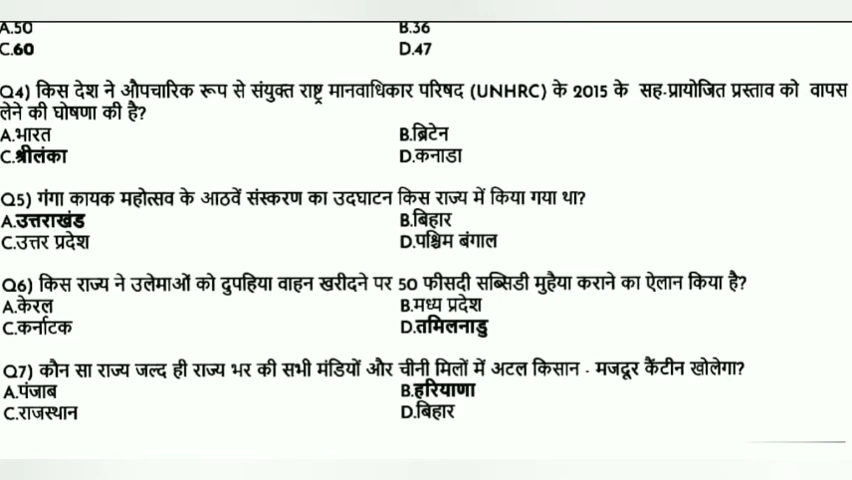 A.50 B.36
C.60 D.47
Q4) किस देश ने औपचारिक रूप से संयुक्त राष्ट्र मानवाधिकार परिषद (UNHRC) के 2015 के सह-प्रायोजित प्रस्ताव को वापस
लेने की घोषणा की है?
A.भारत B.ब्रिटेन
C.श्रीलंका D.कनाडा
Q5) गंगा कायक महोत्सव के आठवें संस्करण का उदघाटन किस राज्य में किया गया था?
A.उत्तराखंड B.बिहार
C.उत्तर प्रदेश D.पश्चिम बंगाल
Q6) किस राज्य ने उलेमाओं को दुपहिया वाहन खरीदने पर 50 फीसदी सब्सिडी मुहैया कराने का ऐलान किया है?
A.केरल B.मध्य प्रदेश
C.कर्नाटक D.तमिलनाडु
Q7) कौन सा राज्य जल्द ही राज्य भर की सभी मंडियों और चीनी मिलों में अटल किसान - मजदूर कैंटीन खोलेगा?
A.पंजाब B.हरियाणा
C.राजस्थान D.बिहार